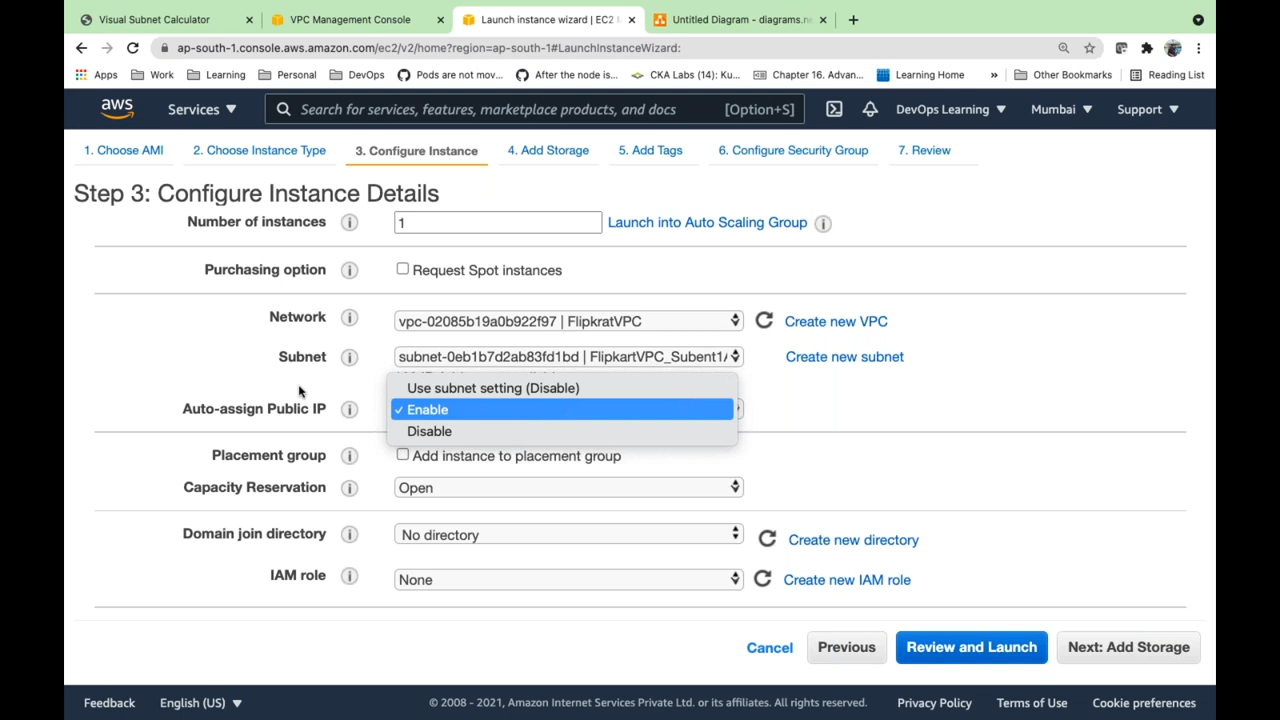 Visual Subnet Calculator
VPC Management Console
Launch instance wizard | EC2
Untitled Diagram - diagrams.ne
ap-south-1.console.aws.amazon.com/ec2/v2/home?region=ap-south-1#LaunchInstanceWizard:
Apps
Work
Learning
Personal
DevOps
Pods are not mov...
After the node is...
CKA Labs (14): Ku...
Chapter 16. Advan...
Learning Home
»
Other Bookmarks
Reading List
aws
Services
Search for services, features, marketplace products, and docs
[Option+S]
DevOps Learning
Mumbai
Support
1. Choose AMI
2. Choose Instance Type
3. Configure Instance
4. Add Storage
5. Add Tags
6. Configure Security Group
7. Review
Step 3: Configure Instance Details
Number of instances
1
Launch into Auto Scaling Group
Purchasing option
Request Spot instances
Network
vpc-02085b19a0b922f97 | FlipkratVPC
Create new VPC
Subnet
subnet-0eb1b7d2ab83fd1bd | FlipkartVPC_Subent1/
Create new subnet
Use subnet setting (Disable)
Auto-assign Public IP
✓ Enable
Disable
Placement group
Add instance to placement group
Capacity Reservation
Open
Domain join directory
No directory
Create new directory
IAM role
None
Create new IAM role
Cancel
Previous
Review and Launch
Next: Add Storage
Feedback
English (US)
© 2008 - 2021, Amazon Internet Services Private Ltd. or its affiliates. All rights reserved.
Privacy Policy
Terms of Use
Cookie preferences